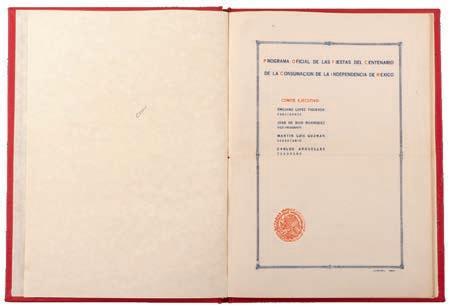 PROGRAMA OFICIAL DE LAS FIESTAS DEL CENTENARIO
DE LA CONSUMACION DE LA INDEPENDENCIA DE MEXICO
COMITE EJECUTIVO
EMILIANO LOPEZ FIGUEROA
PRESIDENTE
JUAN DE DIOS BOJORQUEZ
VICE-PRESIDENTE
MARTIN LUIS GUZMAN
SECRETARIO
CARLOS ARGUELLES
TESORERO